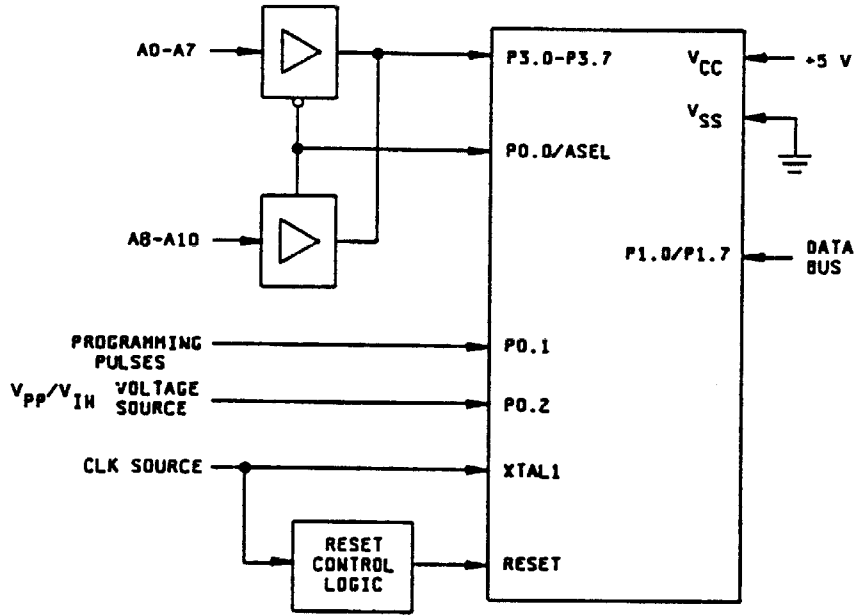 A0-A7
P3.0-P3.7
VCC
+5 V
VSS
P0.0/ASEL
A8-A10
P1.0/P1.7
DATA
BUS
PROGRAMMING
PULSES
P0.1
VPP/VIH VOLTAGE
SOURCE
P0.2
CLK SOURCE
XTAL1
RESET
CONTROL
LOGIC
RESET